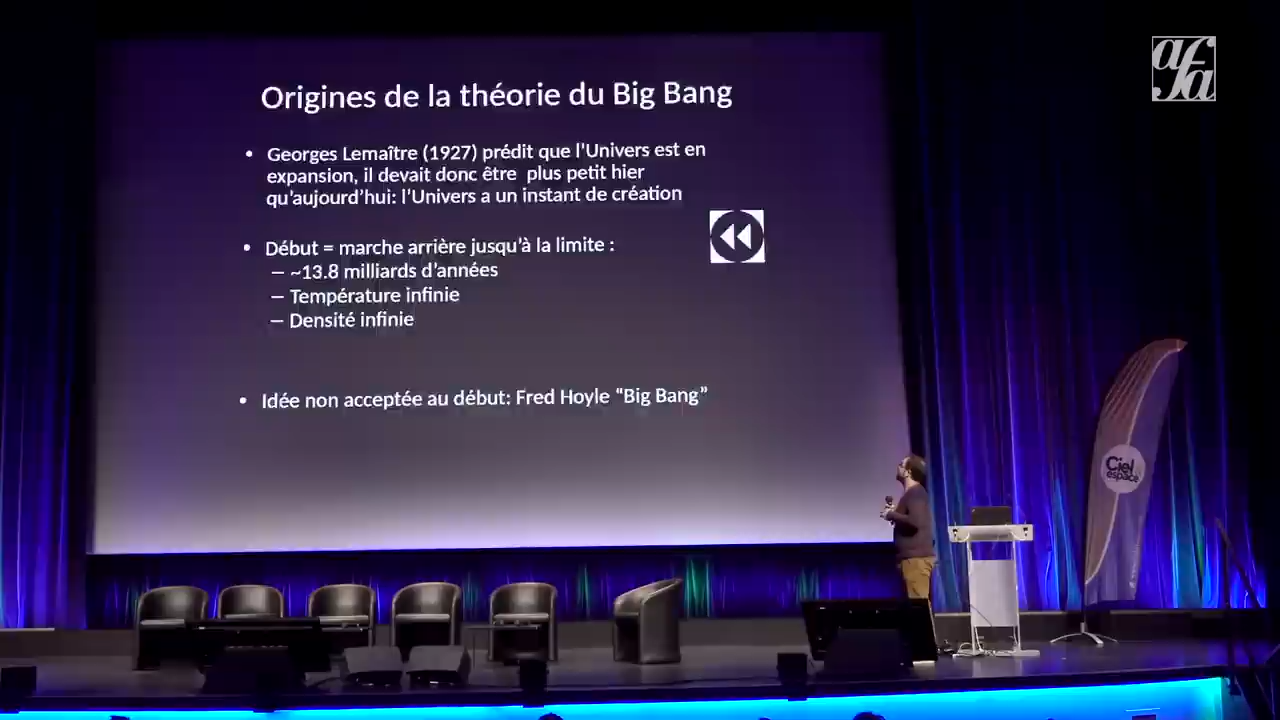 afa
Origines de la théorie du Big Bang
• Georges Lemaître (1927) prédit que l'Univers est en
expansion, il devait donc être  plus petit hier
qu'aujourd'hui: l'Univers a un instant de création
• Début = marche arrière jusqu'à la limite :
– ~13.8 milliards d'années
– Température infinie
– Densité infinie
• Idée non acceptée au début: Fred Hoyle “Big Bang”
Ciel
espace